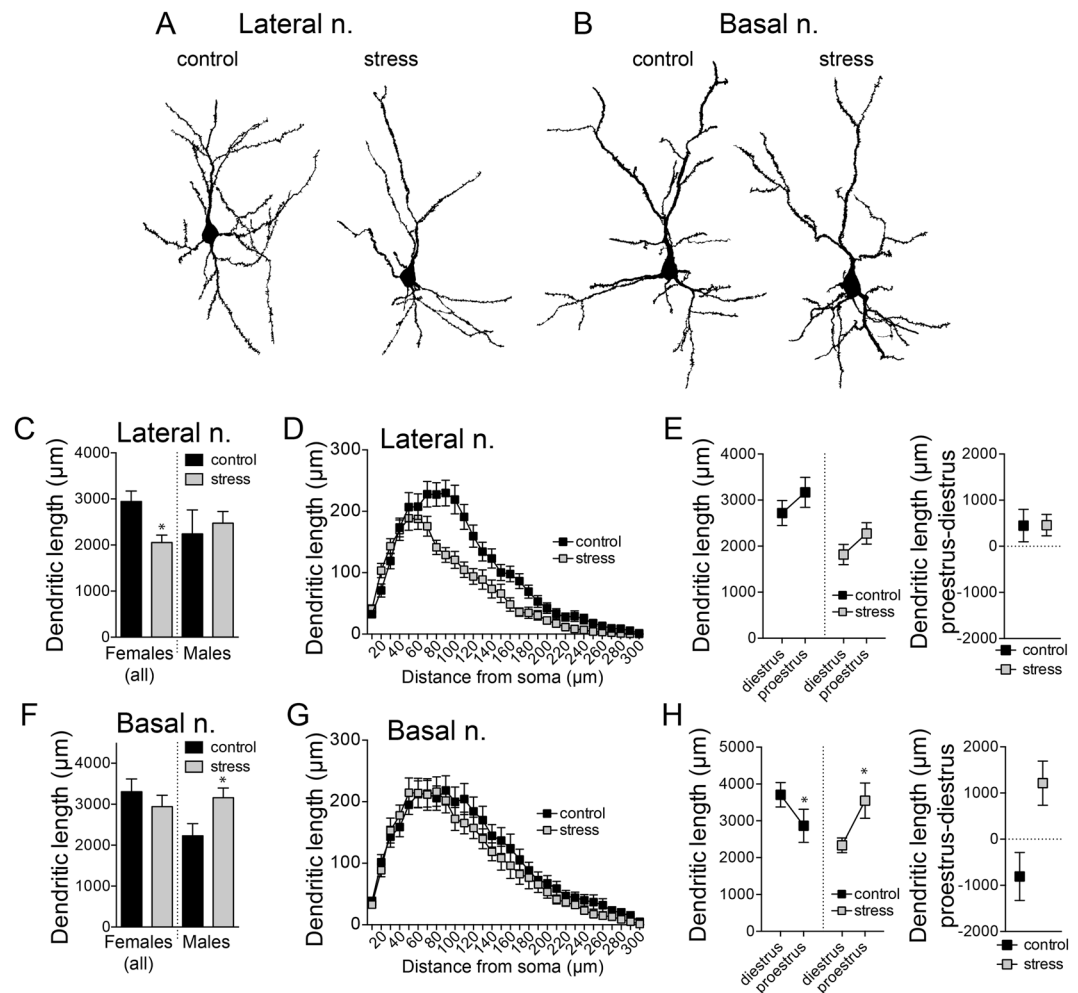 A Lateral n.
control
stress
B Basal n.
control
stress
C Lateral n.
Dendritic length (µm)
4000
3000
2000
1000
0
control
stress
*
Females
(all)
Males
D Lateral n.
Dendritic length (µm)
300
200
100
0
control
stress
20 40 60 80 100 120 140 160 180 200 220 240 260 280 300
Distance from soma (µm)
E
Dendritic length (µm)
4000
3000
2000
1000
0
control
stress
diestrus
proestrus
diestrus
proestrus
Dendritic length (µm)
proestrus-diestrus
2000
1000
0
-1000
-2000
control
stress
F Basal n.
Dendritic length (µm)
4000
3000
2000
1000
0
control
stress
*
Females
(all)
Males
G Basal n.
Dendritic length (µm)
300
200
100
0
control
stress
20 40 60 80 100 120 140 160 180 200 220 240 260 280 300
Distance from soma (µm)
H
Dendritic length (µm)
5000
4000
3000
2000
1000
0
*
*
control
stress
diestrus
proestrus
diestrus
proestrus
Dendritic length (µm)
proestrus-diestrus
2000
1000
0
-1000
-2000
control
stress